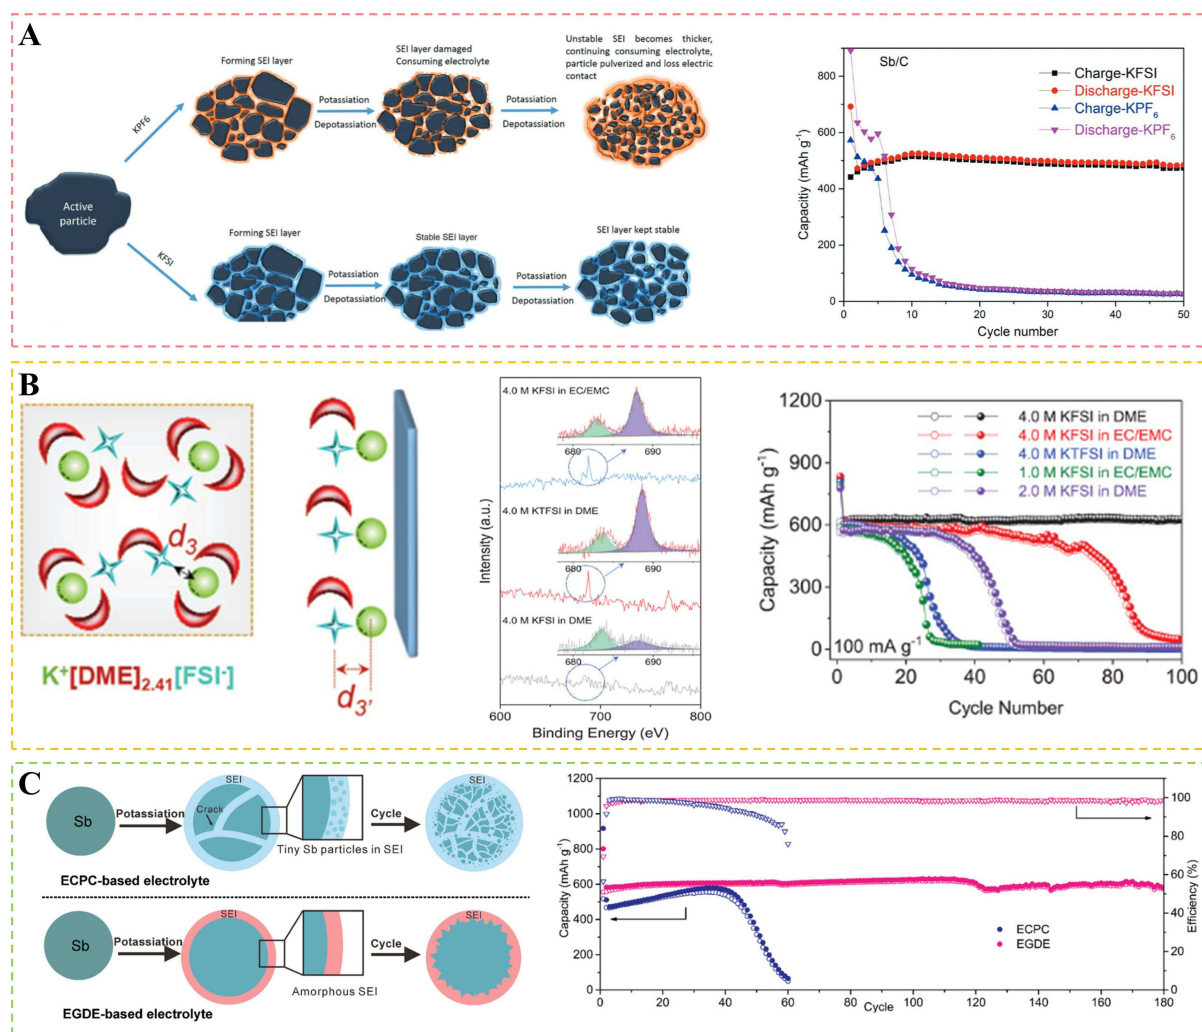 A
Forming SEI layer
SEI layer damaged
Consuming electrolyte
Unstable SEI becomes thicker,
continuing consuming electrolyte,
particle pulverized and loss electric
contact
KPF6
Potassiation
Depotassiation
Potassiation
Depotassiation
Active
particle
KFSI
Forming SEI layer
Stable SEI layer
SEI layer kept stable
Potassiation
Depotassiation
Potassiation
Depotassiation
Sb/C
Charge-KFSI
Discharge-KFSI
Charge-KPF6
Discharge-KPF6
Capacitiy (mAh g-1)
800
600
400
200
0
0 10 20 30 40 50
Cycle number
B
d3
K+[DME]2.41[FSI-]
d3'
4.0 M KFSI in EC/EMC
680 690
4.0 M KTFSI in DME
680 690
4.0 M KFSI in DME
680 690
Intensity (a.u.)
600 700 800
Binding Energy (eV)
4.0 M KFSI in DME
4.0 M KFSI in EC/EMC
4.0 M KTFSI in DME
1.0 M KFSI in EC/EMC
2.0 M KFSI in DME
Capacity (mAh g-1)
1200
900
600
300
0
100 mA g-1
0 20 40 60 80 100
Cycle Number
C
Sb
Potassiation
SEI
Crack
Tiny Sb particles in SEI
Cycle
SEI
ECPC-based electrolyte
Sb
Potassiation
SEI
Amorphous SEI
Cycle
SEI
EGDE-based electrolyte
Capacity (mAh g-1)
1200
1000
800
600
400
200
0
ECPC
EGDE
100
80
60
40
20
0
Efficiency (%)
0 20 40 60 80 100 120 140 160 180
Cycle